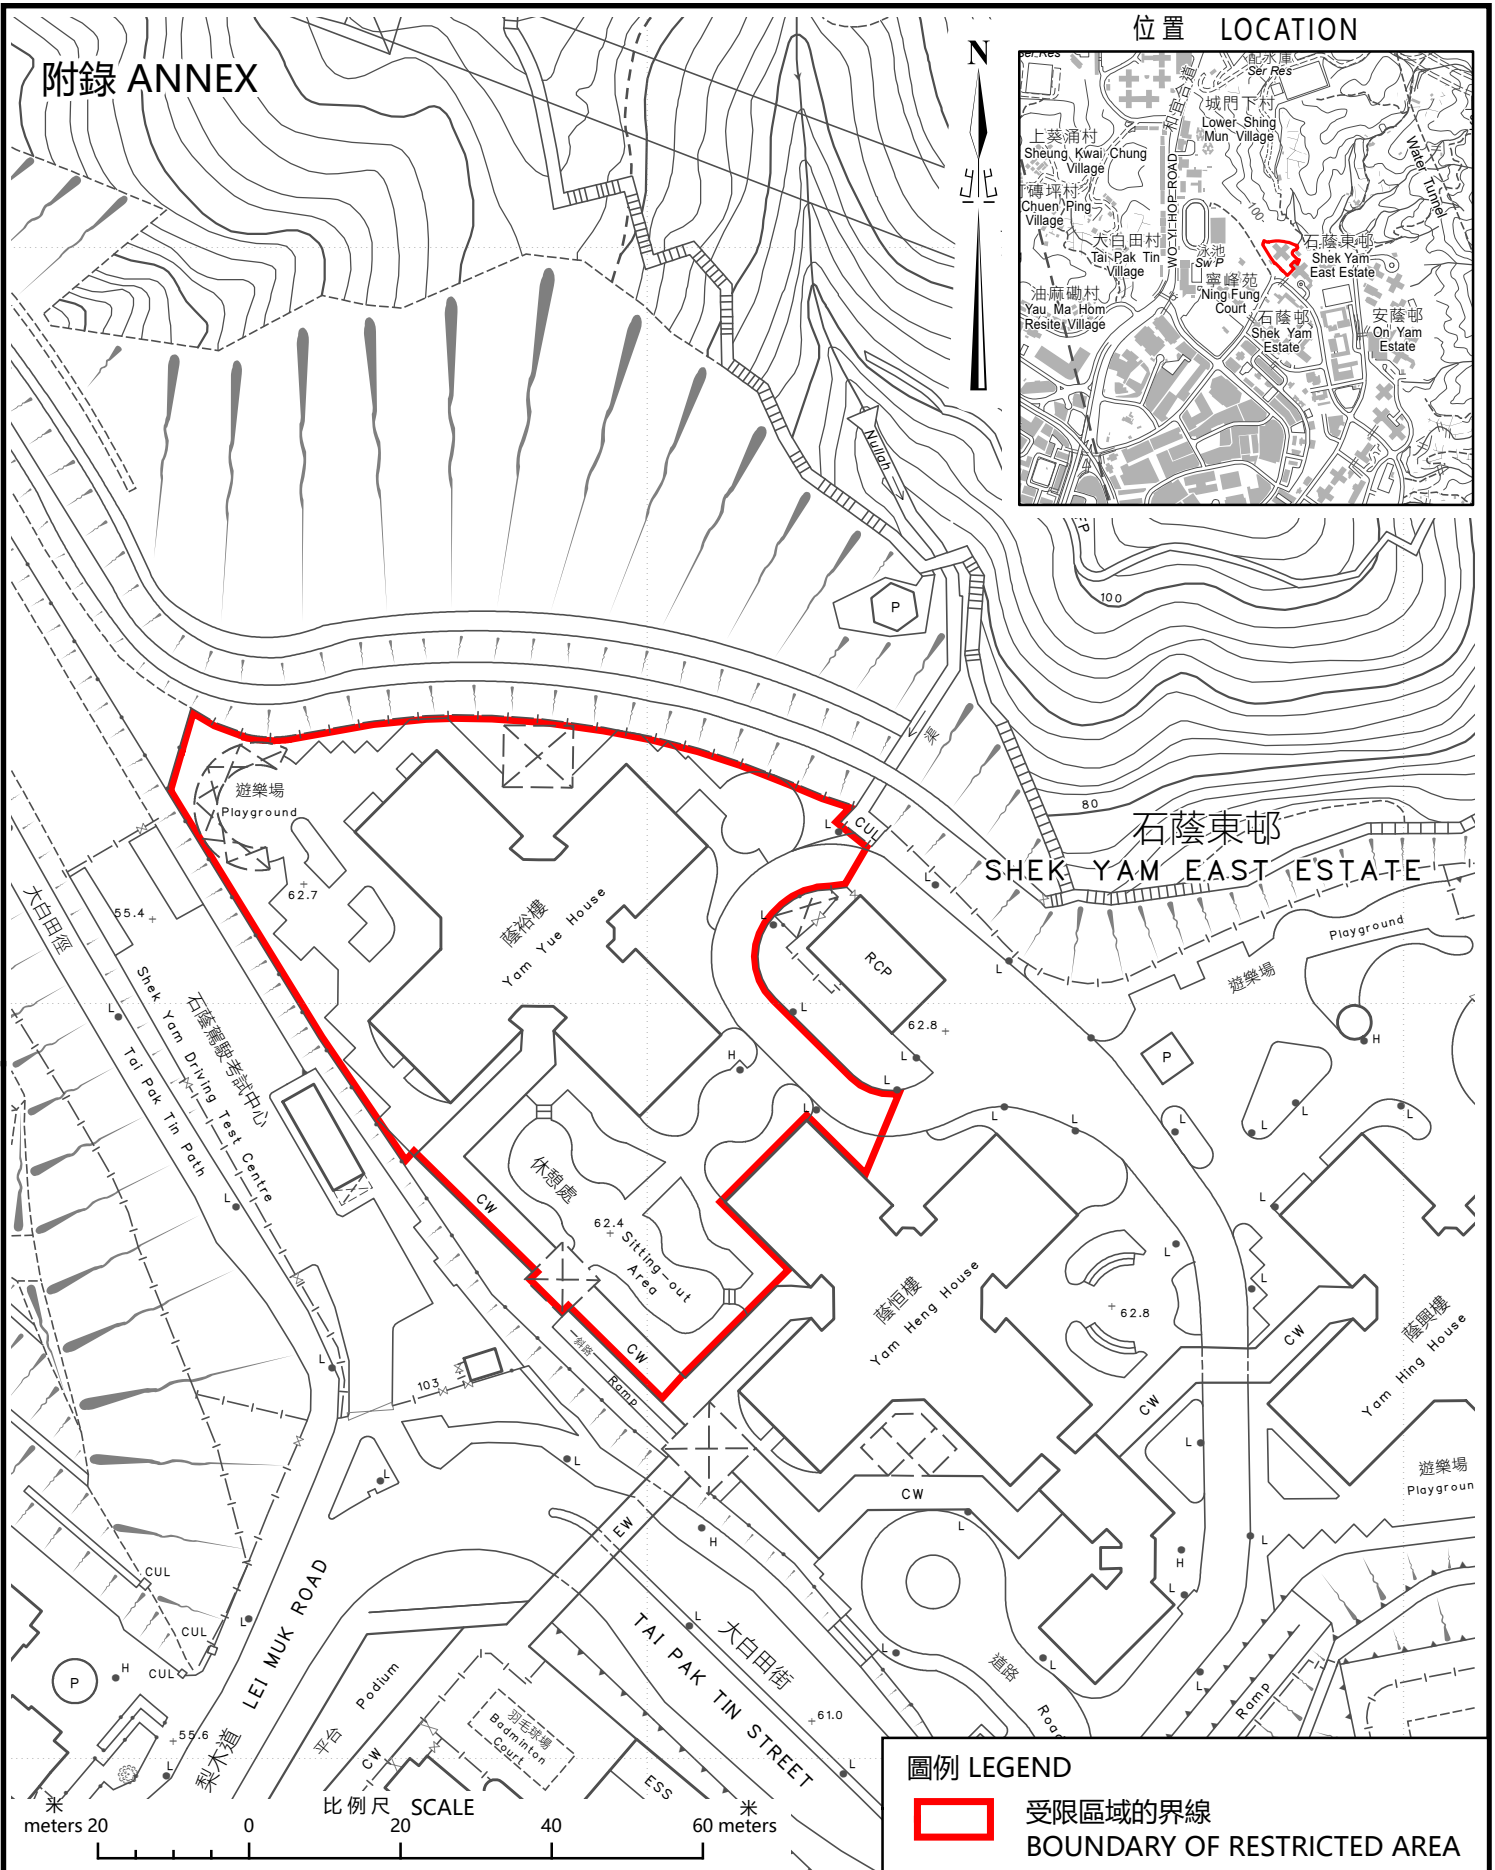 附錄 ANNEX
位置 LOCATION
N
Ser Res
配水庫
Ser Res
和宜合道
WO YI HOP ROAD
城門下村
Lower Shing
Mun Village
上葵涌村
Sheung Kwai Chung
Village
磚坪村
Chuen Ping
Village
大白田村
Tai Pak Tin
Village
油麻磡村
Yau Ma Hom
Resite Village
泳池
Sw P
寧峰苑
Ning Fung
Court
石蔭東邨
Shek Yam
East Estate
石蔭邨
Shek Yam
Estate
安蔭邨
On Yam
Estate
Water Tunnel
100
Nullah
P
100
80
渠
CUL
石蔭東邨
SHEK YAM EAST ESTATE
遊樂場
Playground
62.7
55.4
蔭裕樓
Yam Yue House
RCP
62.8
遊樂場
Playground
P
H
H
大白田徑
Tai Pak Tin Path
石蔭駕駛考試中心
Shek Yam Driving Test Centre
休憩處
Sitting-out
Area
62.4
CW
CW
斜路
Ramp
蔭恒樓
Yam Heng House
62.8
蔭興樓
Yam Hing House
CW
CW
CW
遊樂場
Playgroun
103
EW
H
H
CUL
CUL
CUL
H
P
55.6
梨木道 LEI MUK ROAD
平台
Podium
CW
羽毛球場
Badminton
Court
ESS
大白田街
TAI PAK TIN STREET
61.0
道路
Road
Ramp
比例尺 SCALE
米
meters 20 0 20 40 60 meters
米
圖例 LEGEND
受限區域的界線
BOUNDARY OF RESTRICTED AREA